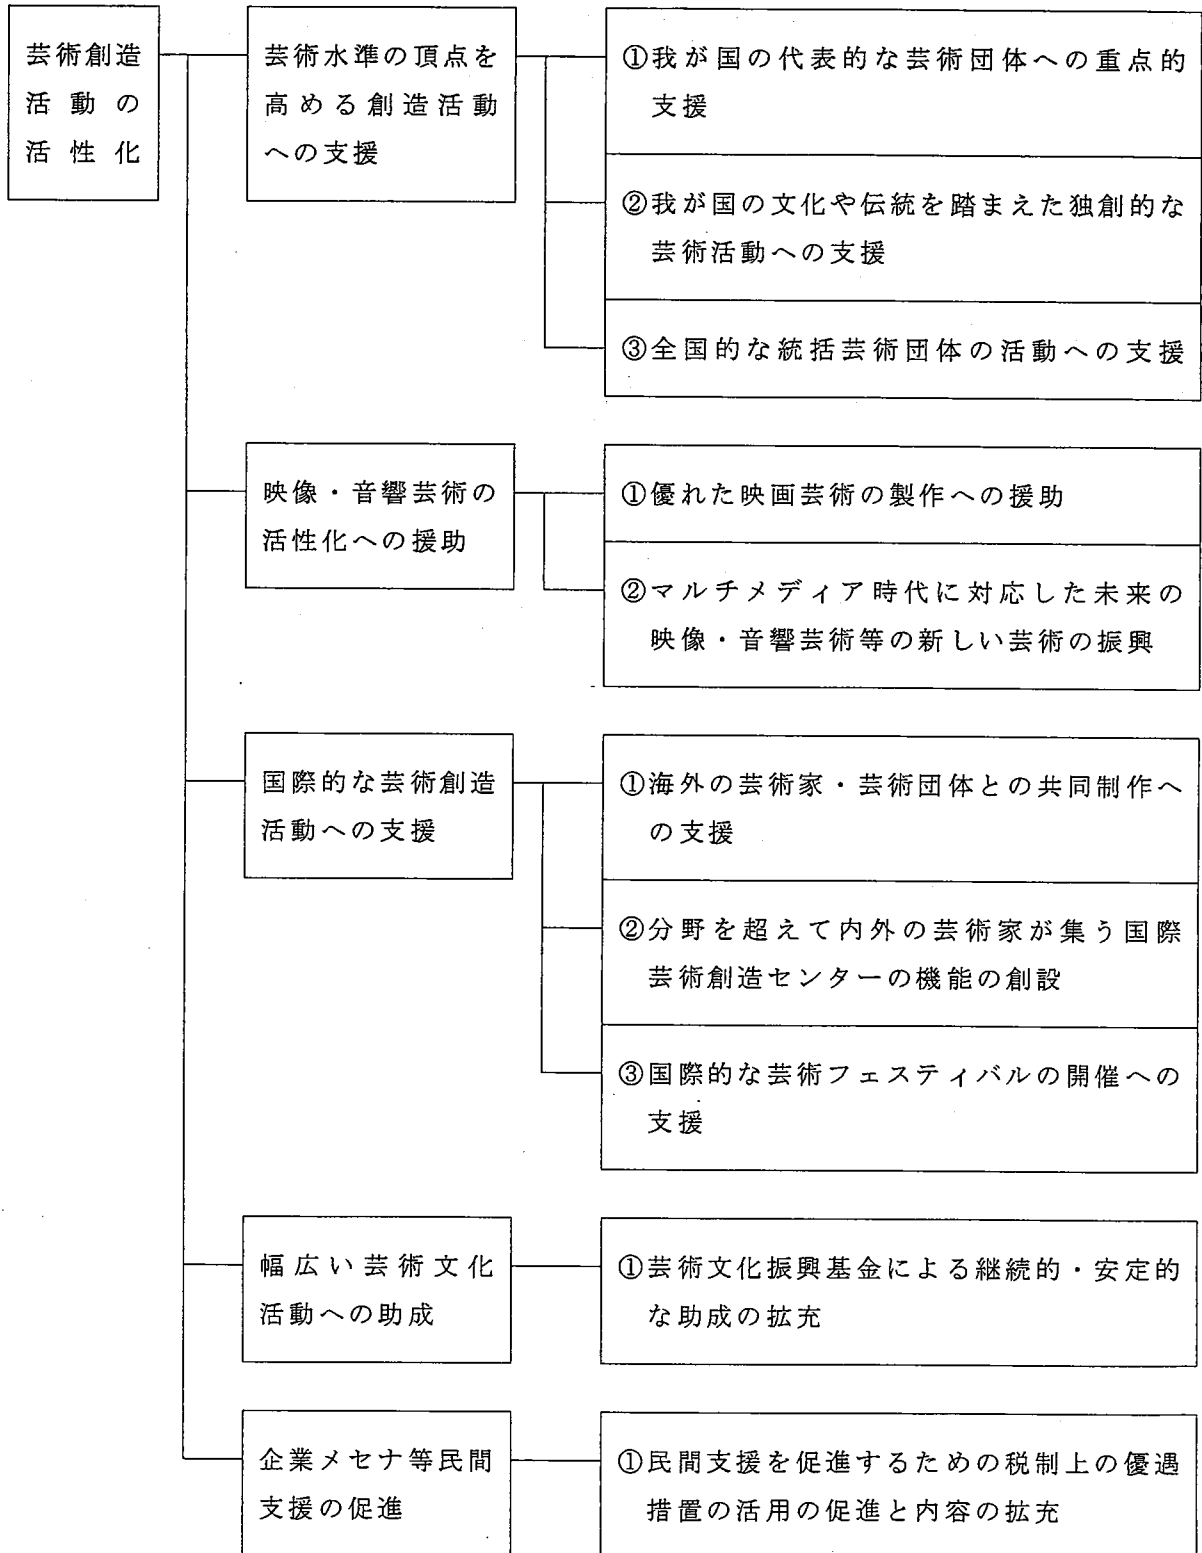 芸術創造
活動の
活性化
芸術水準の頂点を
高める創造活動
への支援
①我が国の代表的な芸術団体への重点的
支援
②我が国の文化や伝統を踏まえた独創的な
芸術活動への支援
③全国的な統括芸術団体の活動への支援
映像・音響芸術の
活性化への援助
①優れた映画芸術の製作への援助
②マルチメディア時代に対応した未来の
映像・音響芸術等の新しい芸術の振興
国際的な芸術創造
活動への支援
①海外の芸術家・芸術団体との共同制作へ
の支援
②分野を超えて内外の芸術家が集う国際
芸術創造センターの機能の創設
③国際的な芸術フェスティバルの開催への
支援
幅広い芸術文化
活動への助成
①芸術文化振興基金による継続的・安定的
な助成の拡充
企業メセナ等民間
支援の促進
①民間支援を促進するための税制上の優遇
措置の活用の促進と内容の拡充